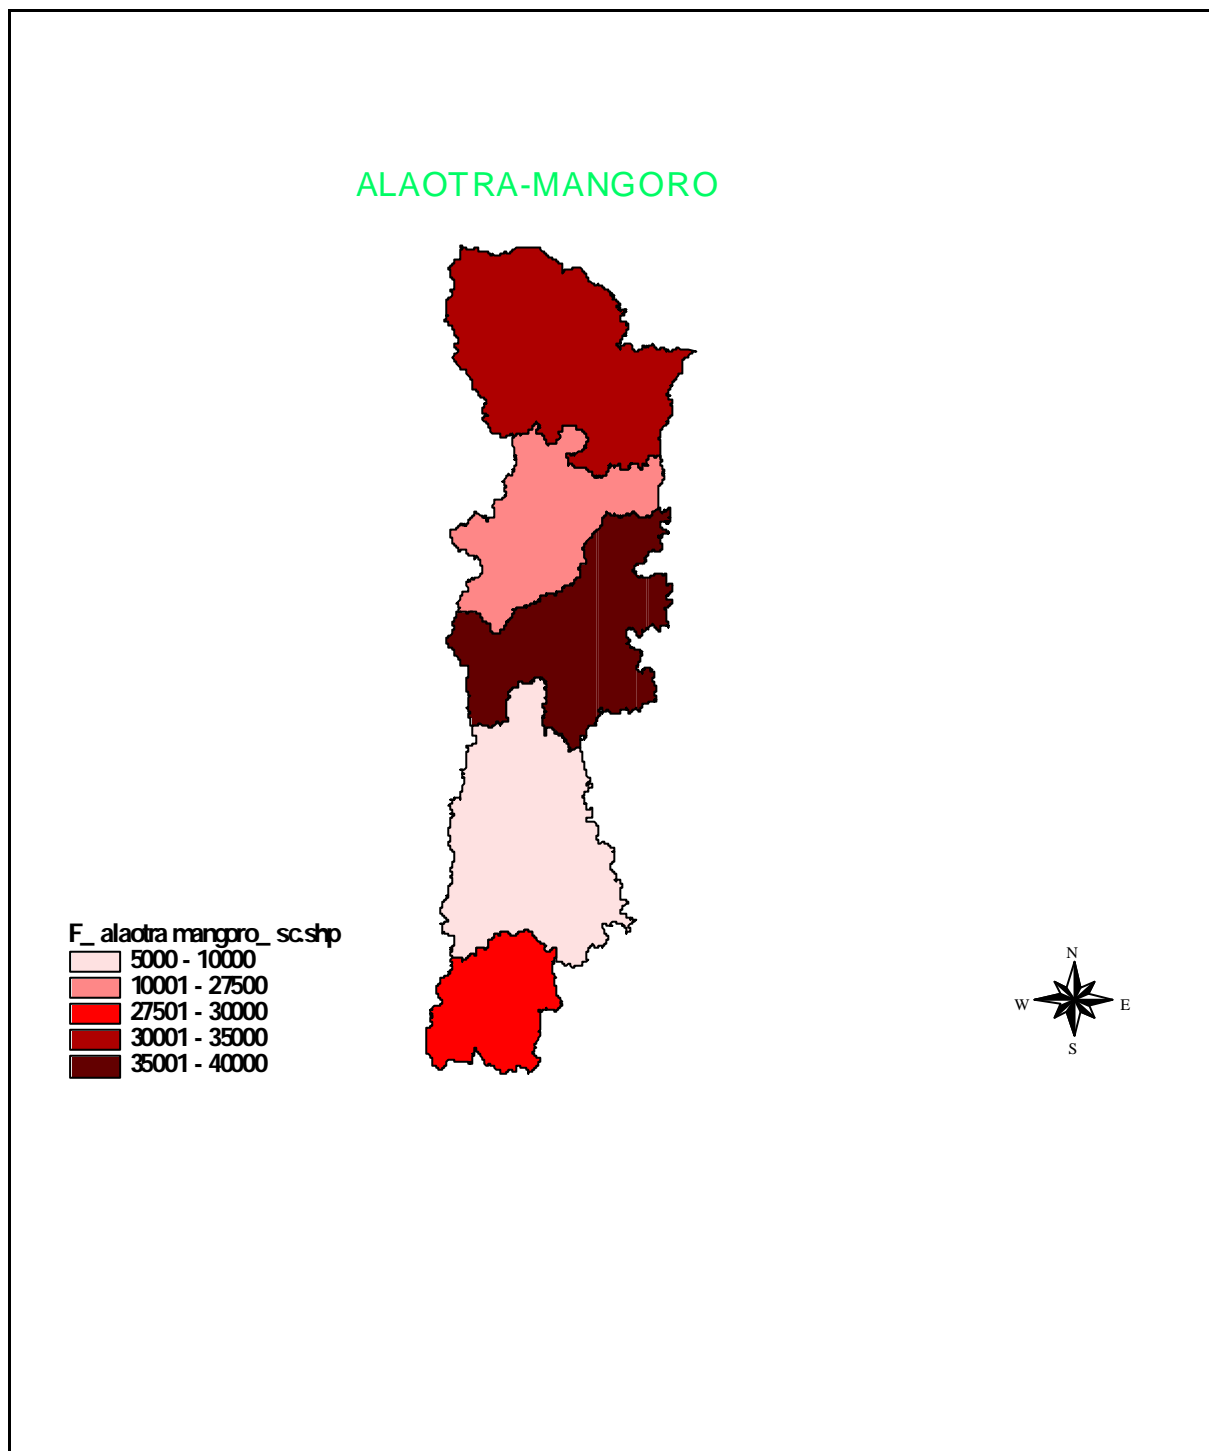 ALAOTRA-MANGORO
F_ alaotra mangoro_ sc.shp
5000 - 10000
10001 - 27500
27501 - 30000
30001 - 35000
35001 - 40000
N
W E
S